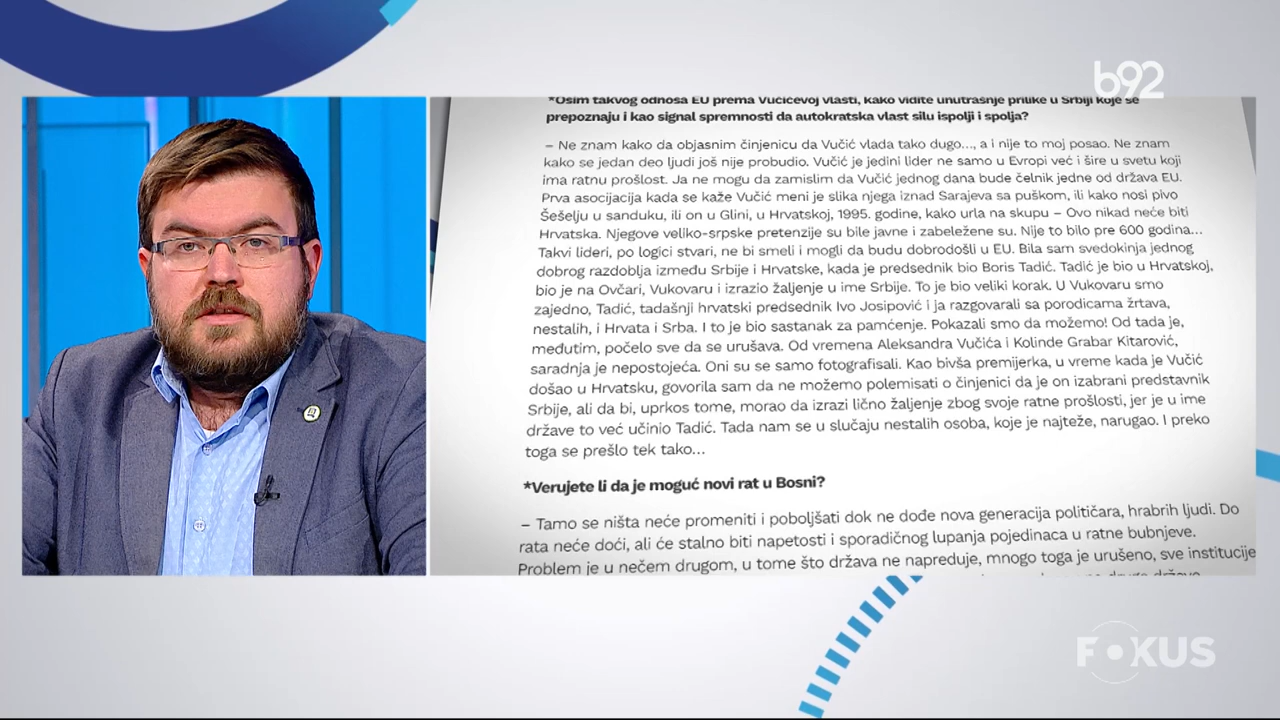 b92
*Osim takvog odnosa EU prema Vučićevoj vlasti, kako vidite unutrašnje prilike u Srbiji koje se
prepoznaju i kao signal spremnosti da autokratska vlast silu ispolji i spolja?
– Ne znam kako da objasnim činjenicu da Vučić vlada tako dugo..., a i nije to moj posao. Ne znam
kako se jedan deo ljudi još nije probudio. Vučić je jedini lider ne samo u Evropi već i šire u svetu koji
ima ratnu prošlost. Ja ne mogu da zamislim da Vučić jednog dana bude čelnik jedne od država EU.
Prva asocijacija kada se kaže Vučić meni je slika njega iznad Sarajeva sa puškom, ili kako nosi pivo
Šešelju u sanduku, ili on u Glini, u Hrvatskoj, 1995. godine, kako urla na skupu – Ovo nikad neće biti
Hrvatska. Njegove veliko-srpske pretenzije su bile javne i zabeležene su. Nije to bilo pre 600 godina...
Takvi lideri, po logici stvari, ne bi smeli i mogli da budu dobrodošli u EU. Bila sam svedokinja jednog
dobrog razdoblja između Srbije i Hrvatske, kada je predsednik bio Boris Tadić. Tadić je bio u Hrvatskoj,
bio je na Ovčari, Vukovaru i izrazio žaljenje u ime Srbije. To je bio veliki korak. U Vukovaru smo
zajedno, Tadić, tadašnji hrvatski predsednik Ivo Josipović i ja razgovarali sa porodicama žrtava,
nestalih, i Hrvata i Srba. I to je bio sastanak za pamćenje. Pokazali smo da možemo! Od tada je,
međutim, počelo sve da se urušava. Od vremena Aleksandra Vučića i Kolinde Grabar Kitarović,
saradnja je nepostojeća. Oni su se samo fotografisali. Kao bivša premijerka, u vreme kada je Vučić
došao u Hrvatsku, govorila sam da ne možemo polemisati o činjenici da je on izabrani predstavnik
Srbije, ali da bi, uprkos tome, morao da izrazi lično žaljenje zbog svoje ratne prošlosti, jer je u ime
države to već učinio Tadić. Tada nam se u slučaju nestalih osoba, koje je najteže, narugao. I preko
toga se prešlo tek tako...
*Verujete li da je moguć novi rat u Bosni?
– Tamo se ništa neće promeniti i poboljšati dok ne dođe nova generacija političara, hrabrih ljudi. Do
rata neće doći, ali će stalno biti napetosti i sporadičnog lupanja pojedinaca u ratne bubnjeve.
Problem je u nečem drugom, u tome što država ne napreduje, mnogo toga je urušeno, sve institucije
FOKUS